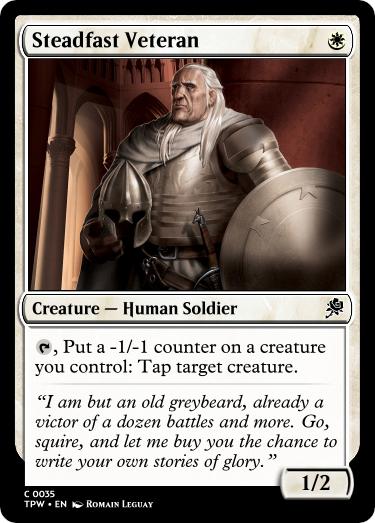 Steadfast Veteran
Creature — Human Soldier
, Put a -1/-1 counter on a creature
you control: Tap target creature.
“I am but an old greybeard, already a
victor of a dozen battles and more. Go,
squire, and let me buy you the chance to
write your own stories of glory.”
1/2
C 0035
TPW • EN Romain Leguay